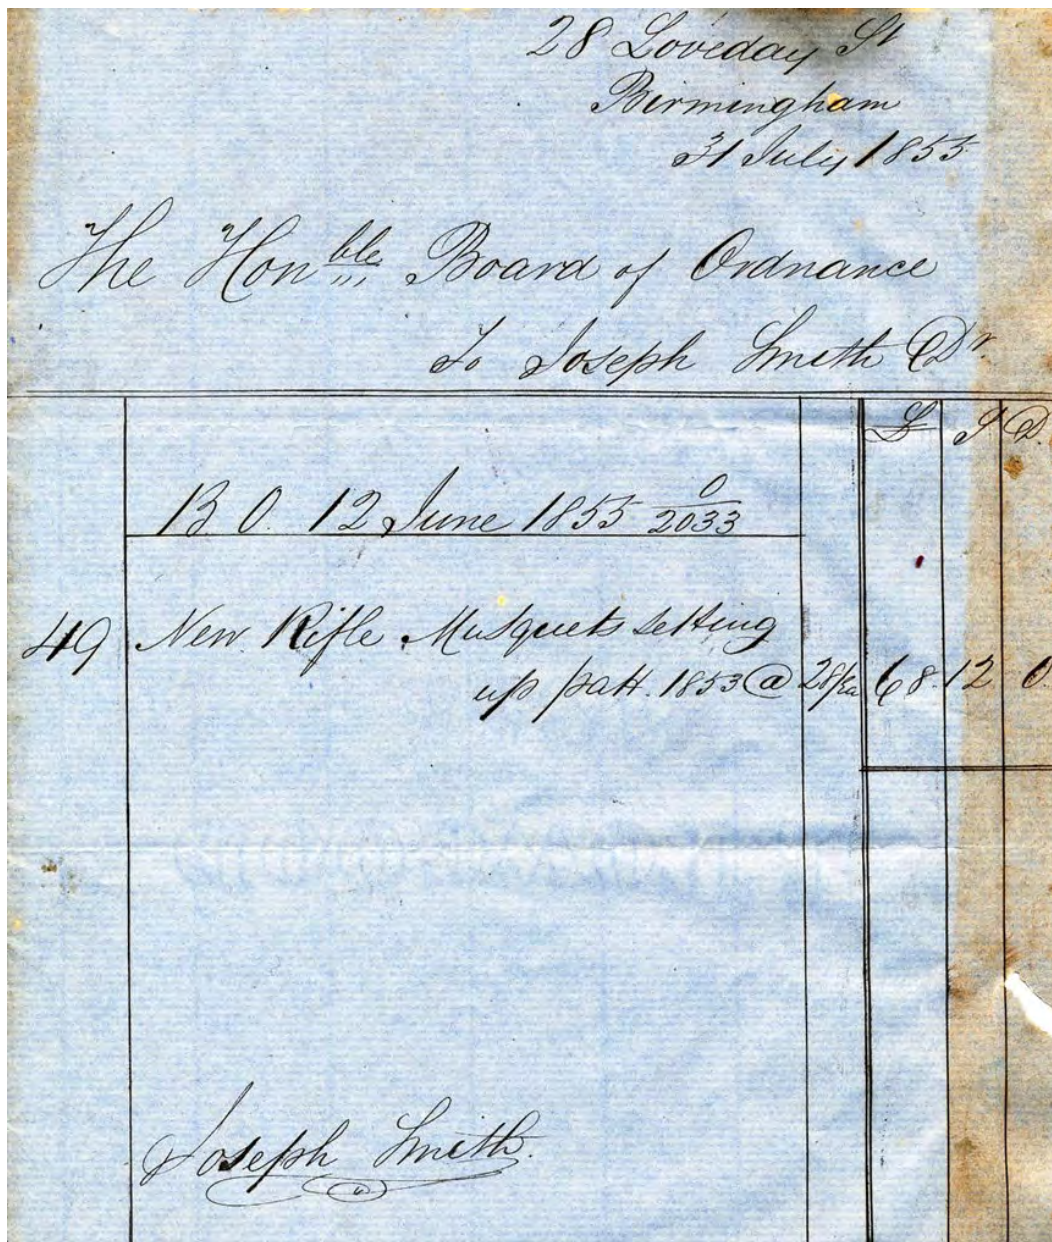 28 Loveday St
Birmingham
31 July 1855
The Honble Board of Ordnance
To Joseph Smith Dr
£ S D
B O. 12 June 1855 0/2033
49 New Rifle Musquets setting
up patt. 1853 @ 28/ea 68. 12 0.
Joseph Smith.